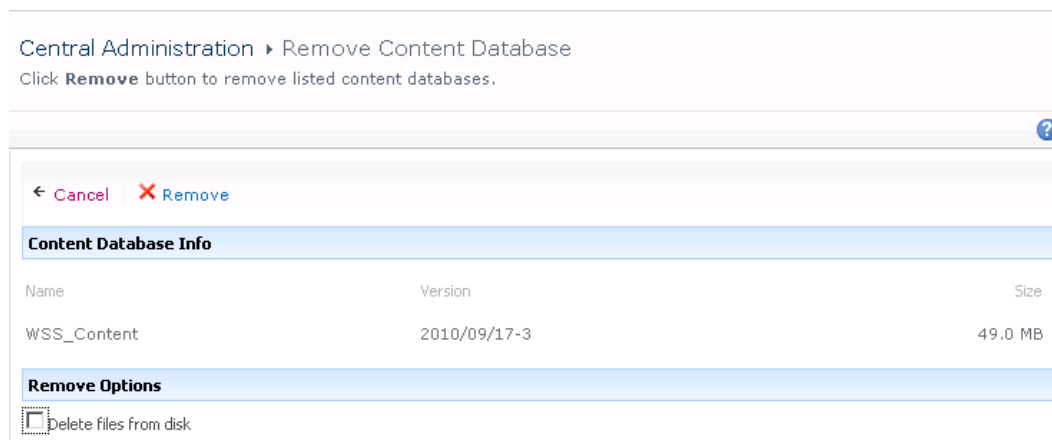 Central Administration ▸ Remove Content Database
Click Remove button to remove listed content databases.
?
Cancel Remove
Content Database Info
Name Version Size
WSS_Content 2010/09/17-3 49.0 MB
Remove Options
Delete files from disk